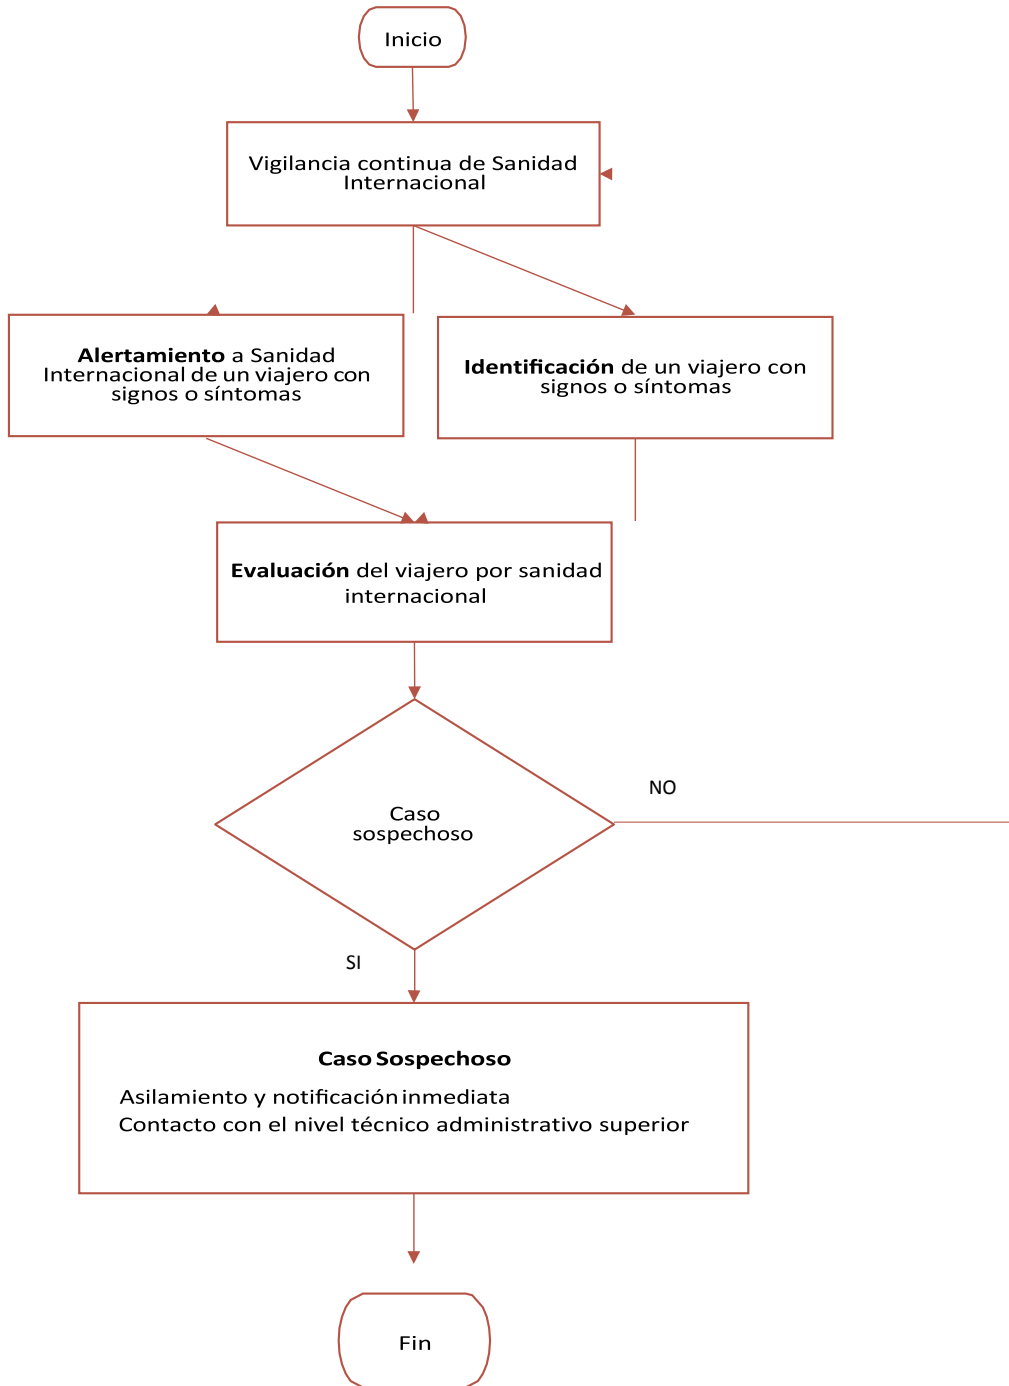 Inicio
Vigilancia continua de Sanidad
Internacional
Alertamiento a Sanidad
Internacional de un viajero con
signos o síntomas
Identificación de un viajero con
signos o síntomas
Evaluación del viajero por sanidad
internacional
Caso
sospechoso
NO
SI
Caso Sospechoso
Asilamiento y notificación inmediata
Contacto con el nivel técnico administrativo superior
Fin